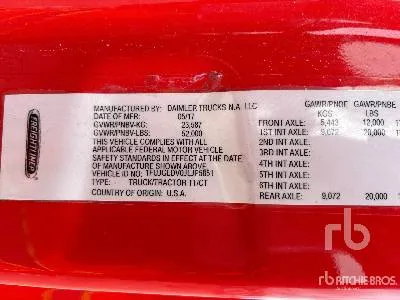 FREIGHTLINER
MANUFACTURED BY: DAIMLER TRUCKS N.A. LLC
DATE OF MFR: 05/17
GVWR/PNBV-KG: 23,587
GVWR/PNBV-LBS: 52,000
THIS VEHICLE COMPLIES WITH ALL
APPLICABLE FEDERAL MOTOR VEHICLE
SAFETY STANDARDS IN EFFECT AT THE DATE
OF MANUFACTURE SHOWN ABOVE
VEHICLE ID NO.:
TYPE: TRUCK/TRACTOR
COUNTRY OF ORIGIN: U.S.A.
GAWR/PNBE GAWR/PNBE
KGS LBS
FRONT AXLE: 5,443 12,000
1ST INT AXLE: 9,072 20,000
2ND INT AXLE:
3RD INT AXLE:
4TH INT AXLE:
5TH INT AXLE:
6TH INT AXLE:
REAR AXLE: 9,072 20,000
rb
RITCHIE BROS.